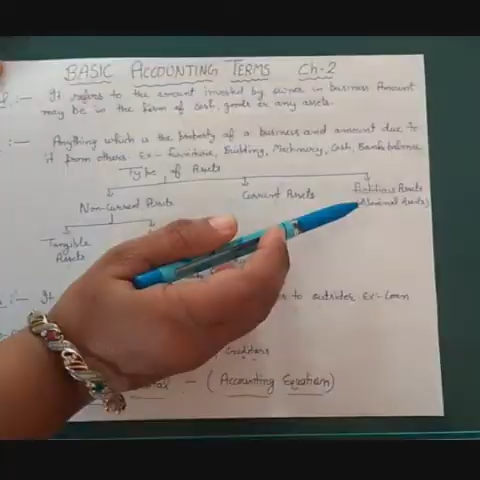 BASIC ACCOUNTING TERMS Ch-2
:- It refers to the amount invested by owner in business Amount
may be in the form of cash, goods or any assets.
:- Anything which is the property of a business and amount due to
it from others. Ex- Furniture, Building, Machinery, Cash, Bank balance
Type of Assets
Non-Current Assets Current Assets Fictitious Assets
(Nominal Assets)
Tangible
Assets
:- It to outsider Ex- Loan
Creditors
- (Accounting Equation)